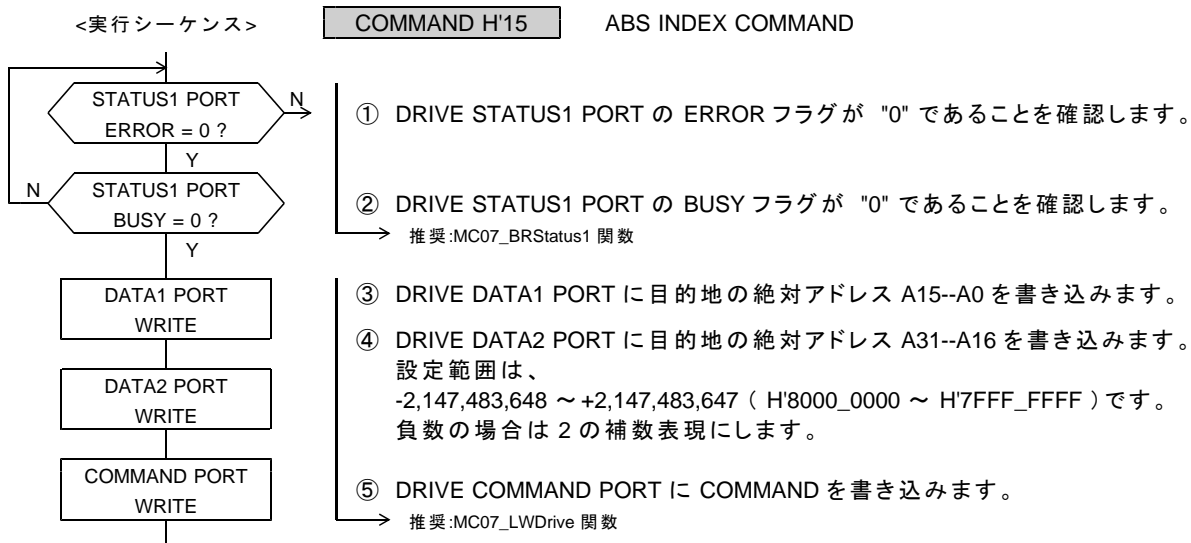 <実行シーケンス>
COMMAND H'15
ABS INDEX COMMAND
STATUS1 PORT
ERROR = 0 ?
N
Y
STATUS1 PORT
BUSY = 0 ?
N
Y
DATA1 PORT
WRITE
DATA2 PORT
WRITE
COMMAND PORT
WRITE
① DRIVE STATUS1 PORT の ERROR フラグが "0" であることを確認します。
② DRIVE STATUS1 PORT の BUSY フラグが "0" であることを確認します。
推奨:MC07_BRStatus1 関数
③ DRIVE DATA1 PORT に目的地の絶対アドレス A15--A0 を書き込みます。
④ DRIVE DATA2 PORT に目的地の絶対アドレス A31--A16 を書き込みます。
設定範囲は、
-2,147,483,648 ～ +2,147,483,647 ( H'8000_0000 ～ H'7FFF_FFFF ) です。
負数の場合は 2 の補数表現にします。
⑤ DRIVE COMMAND PORT に COMMAND を書き込みます。
推奨:MC07_LWDrive 関数